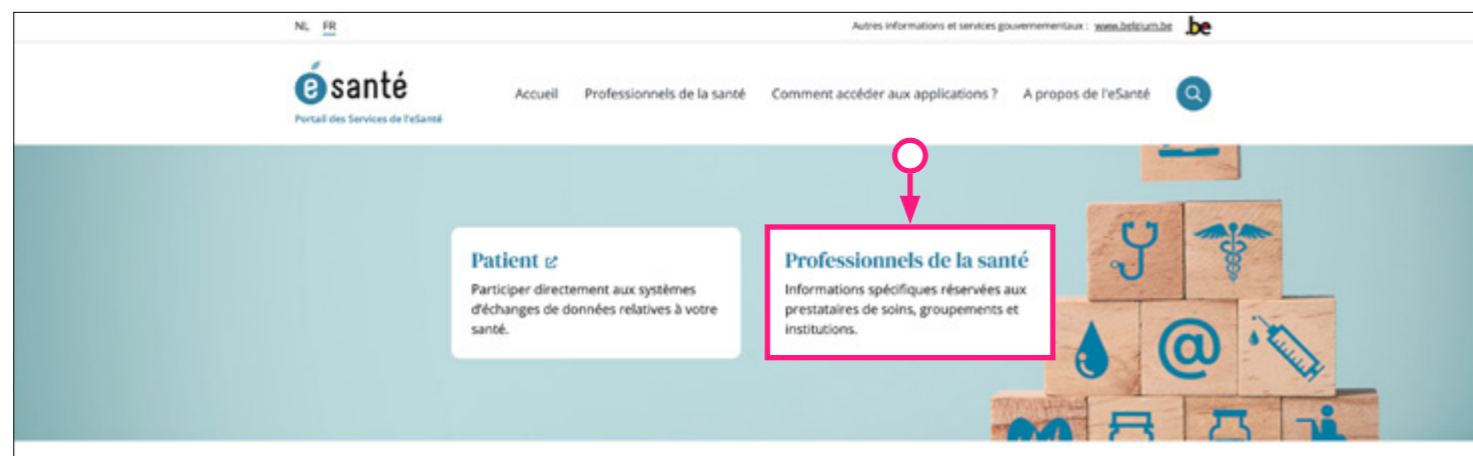 NL FR
Autres informations et services gouvernementaux : www.belgium.be .be
é santé
Portail des Services de l'eSanté
Accueil Professionnels de la santé Comment accéder aux applications ? A propos de l'eSanté
Patient
Participer directement aux systèmes
d'échanges de données relatives à votre
santé.
Professionnels de la santé
Informations spécifiques réservées aux
prestataires de soins, groupements et
institutions.
@